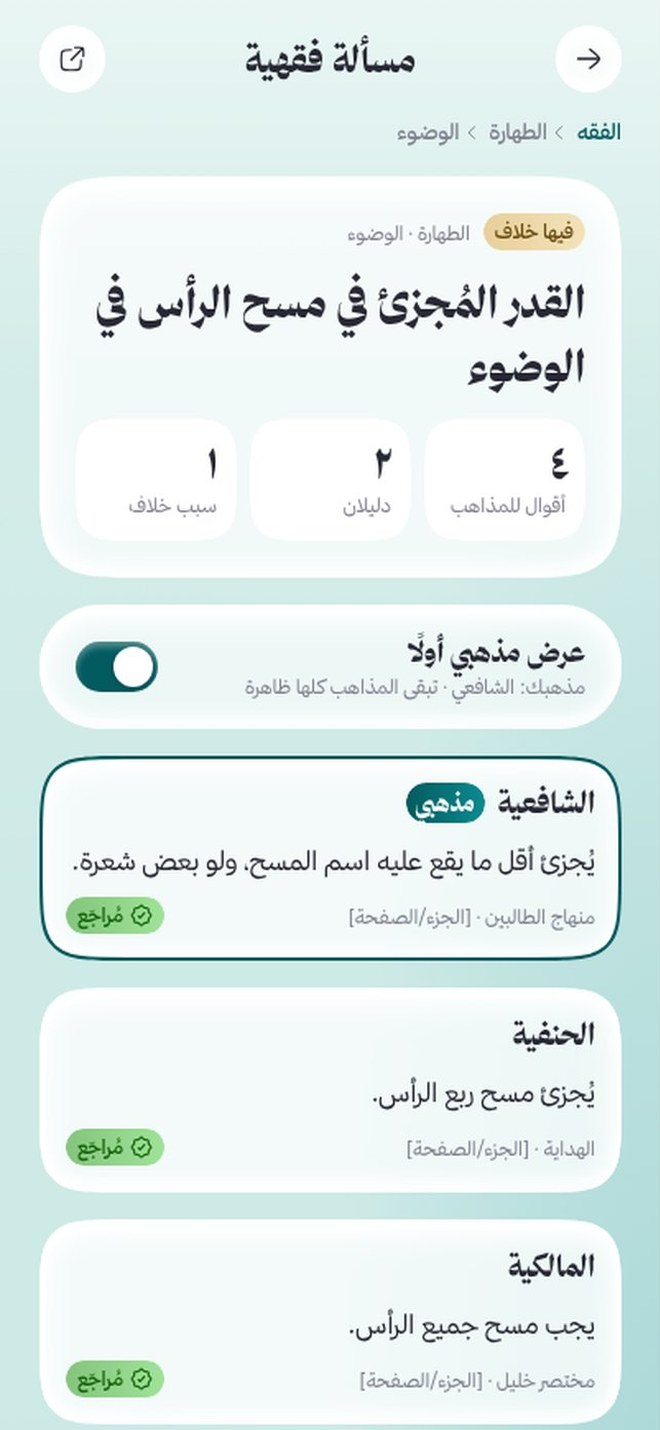 مسألة فقهية
الفقه > الطهارة > الوضوء
فيها خلاف الطهارة · الوضوء
القدر المُجزئ في مسح الرأس في
الوضوء
٤ ٢ ١
أقوال للمذاهب دليلان سبب خلاف
عرض مذهبي أولًا
مذهبك: الشافعي · تبقى المذاهب كلها ظاهرة
الشافعية مذهبي
يُجزئ أقل ما يقع عليه اسم المسح، ولو بعض شعرة.
منهاج الطالبين · [الجزء/الصفحة] مُراجَع
الحنفية
يُجزئ مسح ربع الرأس.
الهداية · [الجزء/الصفحة] مُراجَع
المالكية
يجب مسح جميع الرأس.
مختصر خليل · [الجزء/الصفحة] مُراجَع